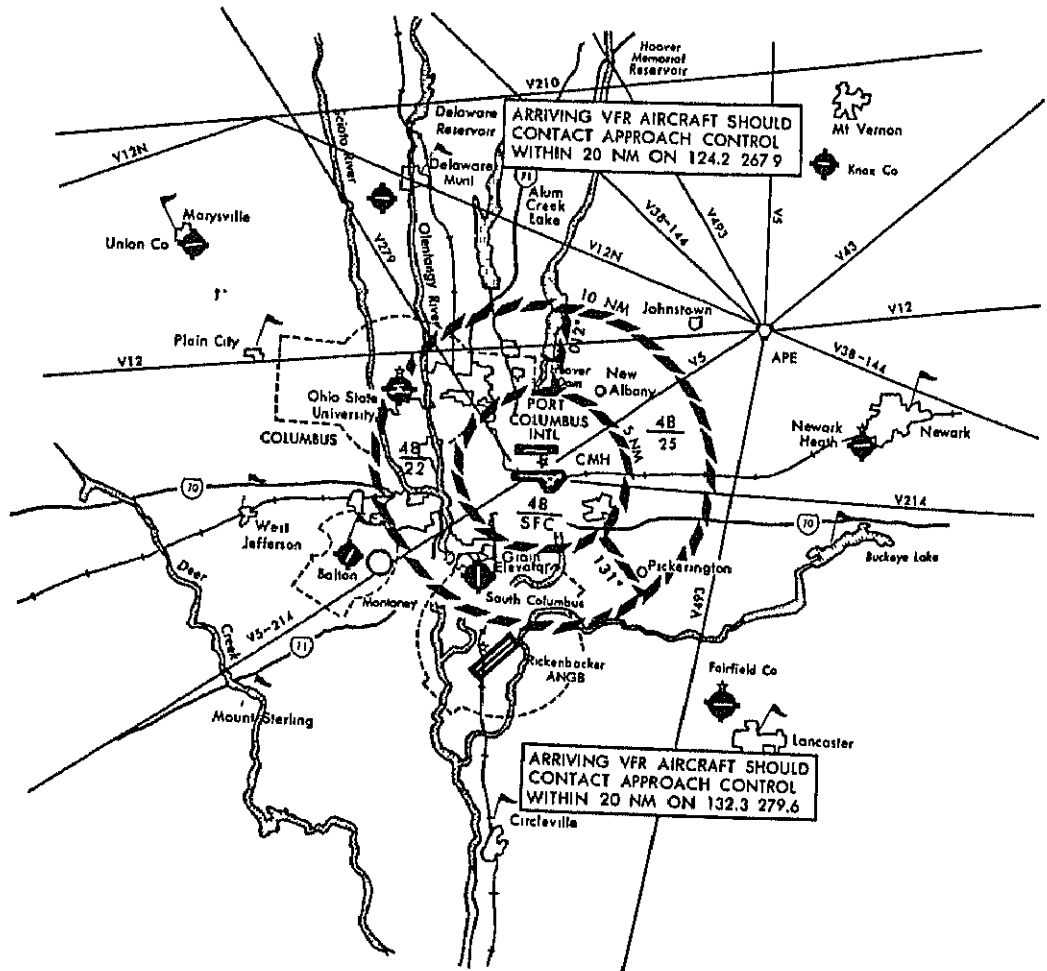 Hoover
Memorial
Reservoir
V210
Delaware
Reservoir
ARRIVING VFR AIRCRAFT SHOULD
CONTACT APPROACH CONTROL
WITHIN 20 NM ON 124.2 267 9
Mt Vernon
Knox Co
V12N
Scioto River
Delaware
Muni
71
Alum
Creek
Lake
Marysville
Union Co
V279
Olentangy River
V12N
V38-144
V493
V5
V43
10 NM
Johnstown
V12
Plain City
V12
012°
V5
APE
V38-144
New
Albany
Ohio State
University
COLUMBUS
PORT
COLUMBUS
INTL
5 NM
48
25
48
22
CMH
Newark
Heath
Newark
V214
70
48
SFC
70
West
Jefferson
Bolton
Grain
Elevator
131°
Pickerington
Buckeye Lake
Deer
Creek
South Columbus
V5-214
71
V493
Rickenbacker
ANGB
Fairfield Co
Mount Sterling
Lancaster
ARRIVING VFR AIRCRAFT SHOULD
CONTACT APPROACH CONTROL
WITHIN 20 NM ON 132.3 279.6
Circleville